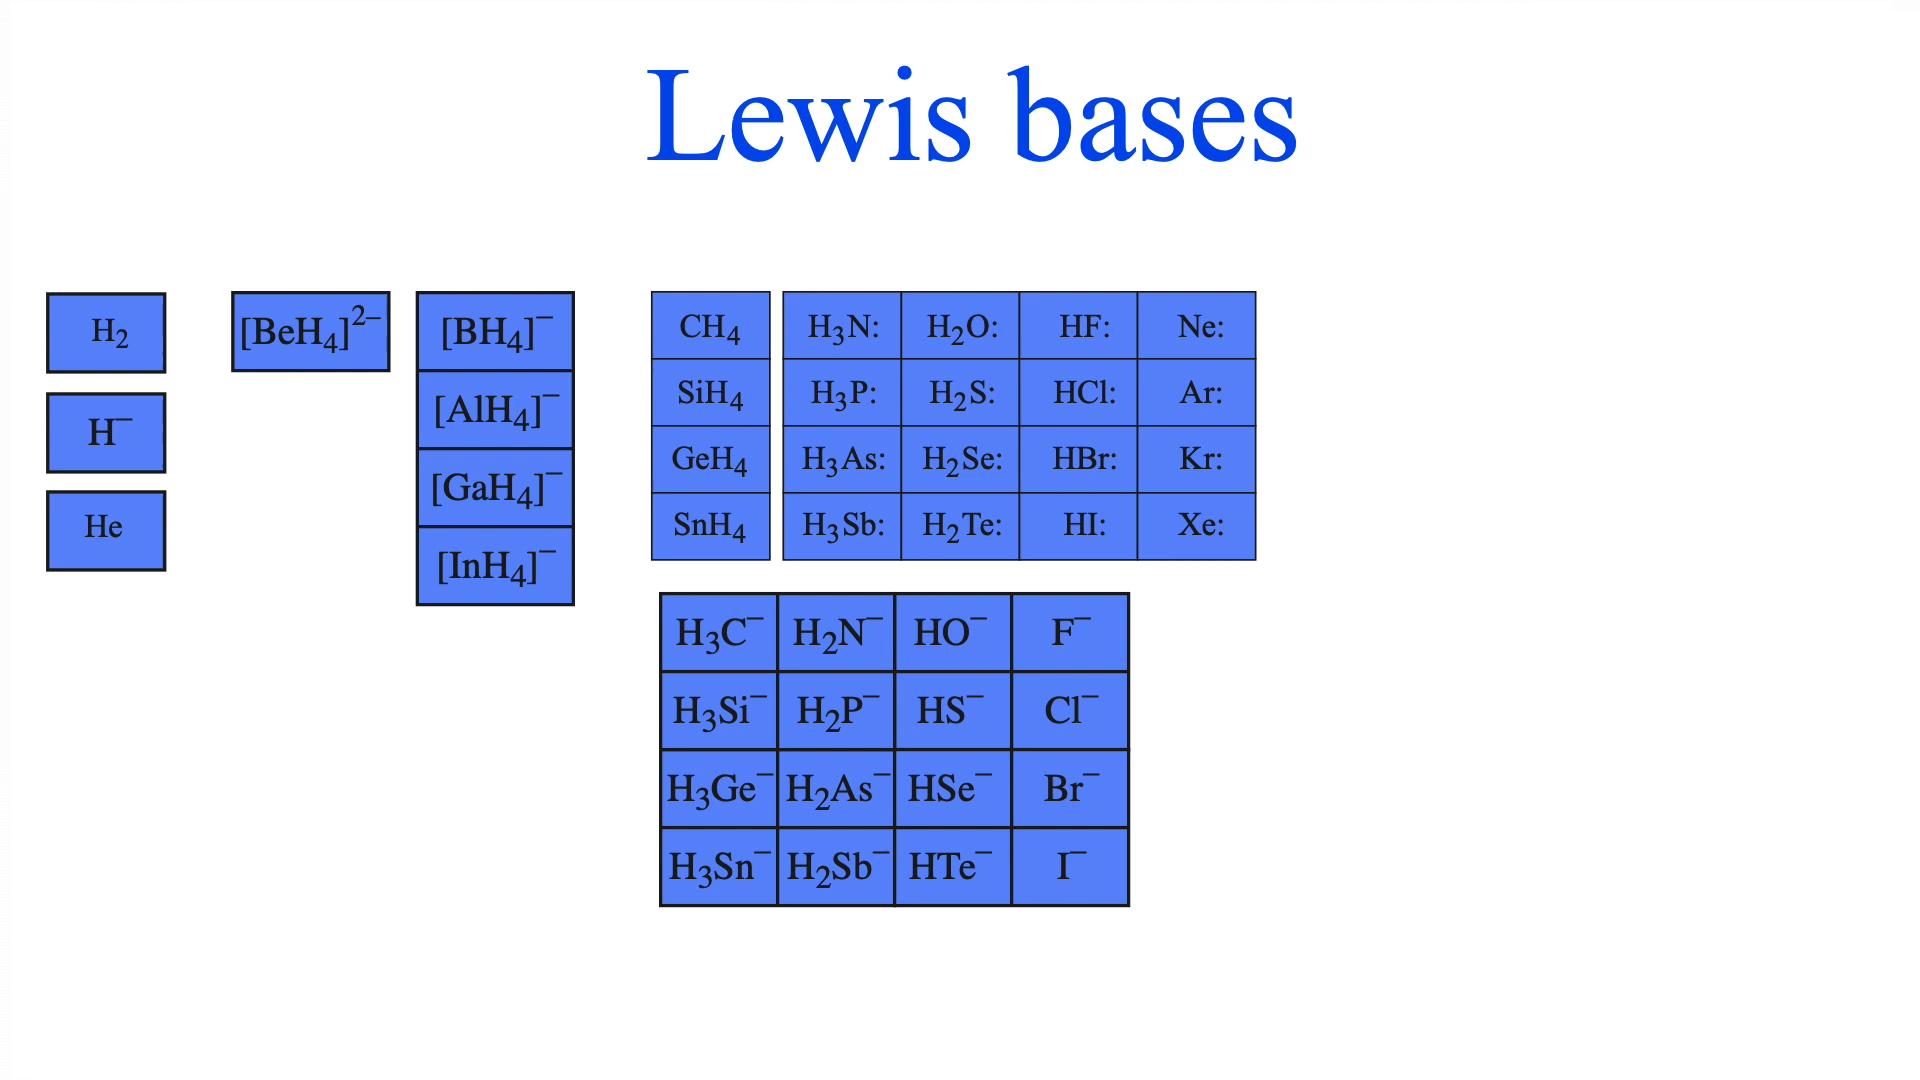 Lewis bases
H₂
H⁻
He
[BeH₄]²⁻
[BH₄]⁻
[AlH₄]⁻
[GaH₄]⁻
[InH₄]⁻
CH₄ H₃N: H₂O: HF: Ne:
SiH₄ H₃P: H₂S: HCl: Ar:
GeH₄ H₃As: H₂Se: HBr: Kr:
SnH₄ H₃Sb: H₂Te: HI: Xe:
H₃C⁻ H₂N⁻ HO⁻ F⁻
H₃Si⁻ H₂P⁻ HS⁻ Cl⁻
H₃Ge⁻ H₂As⁻ HSe⁻ Br⁻
H₃Sn⁻ H₂Sb⁻ HTe⁻ I⁻